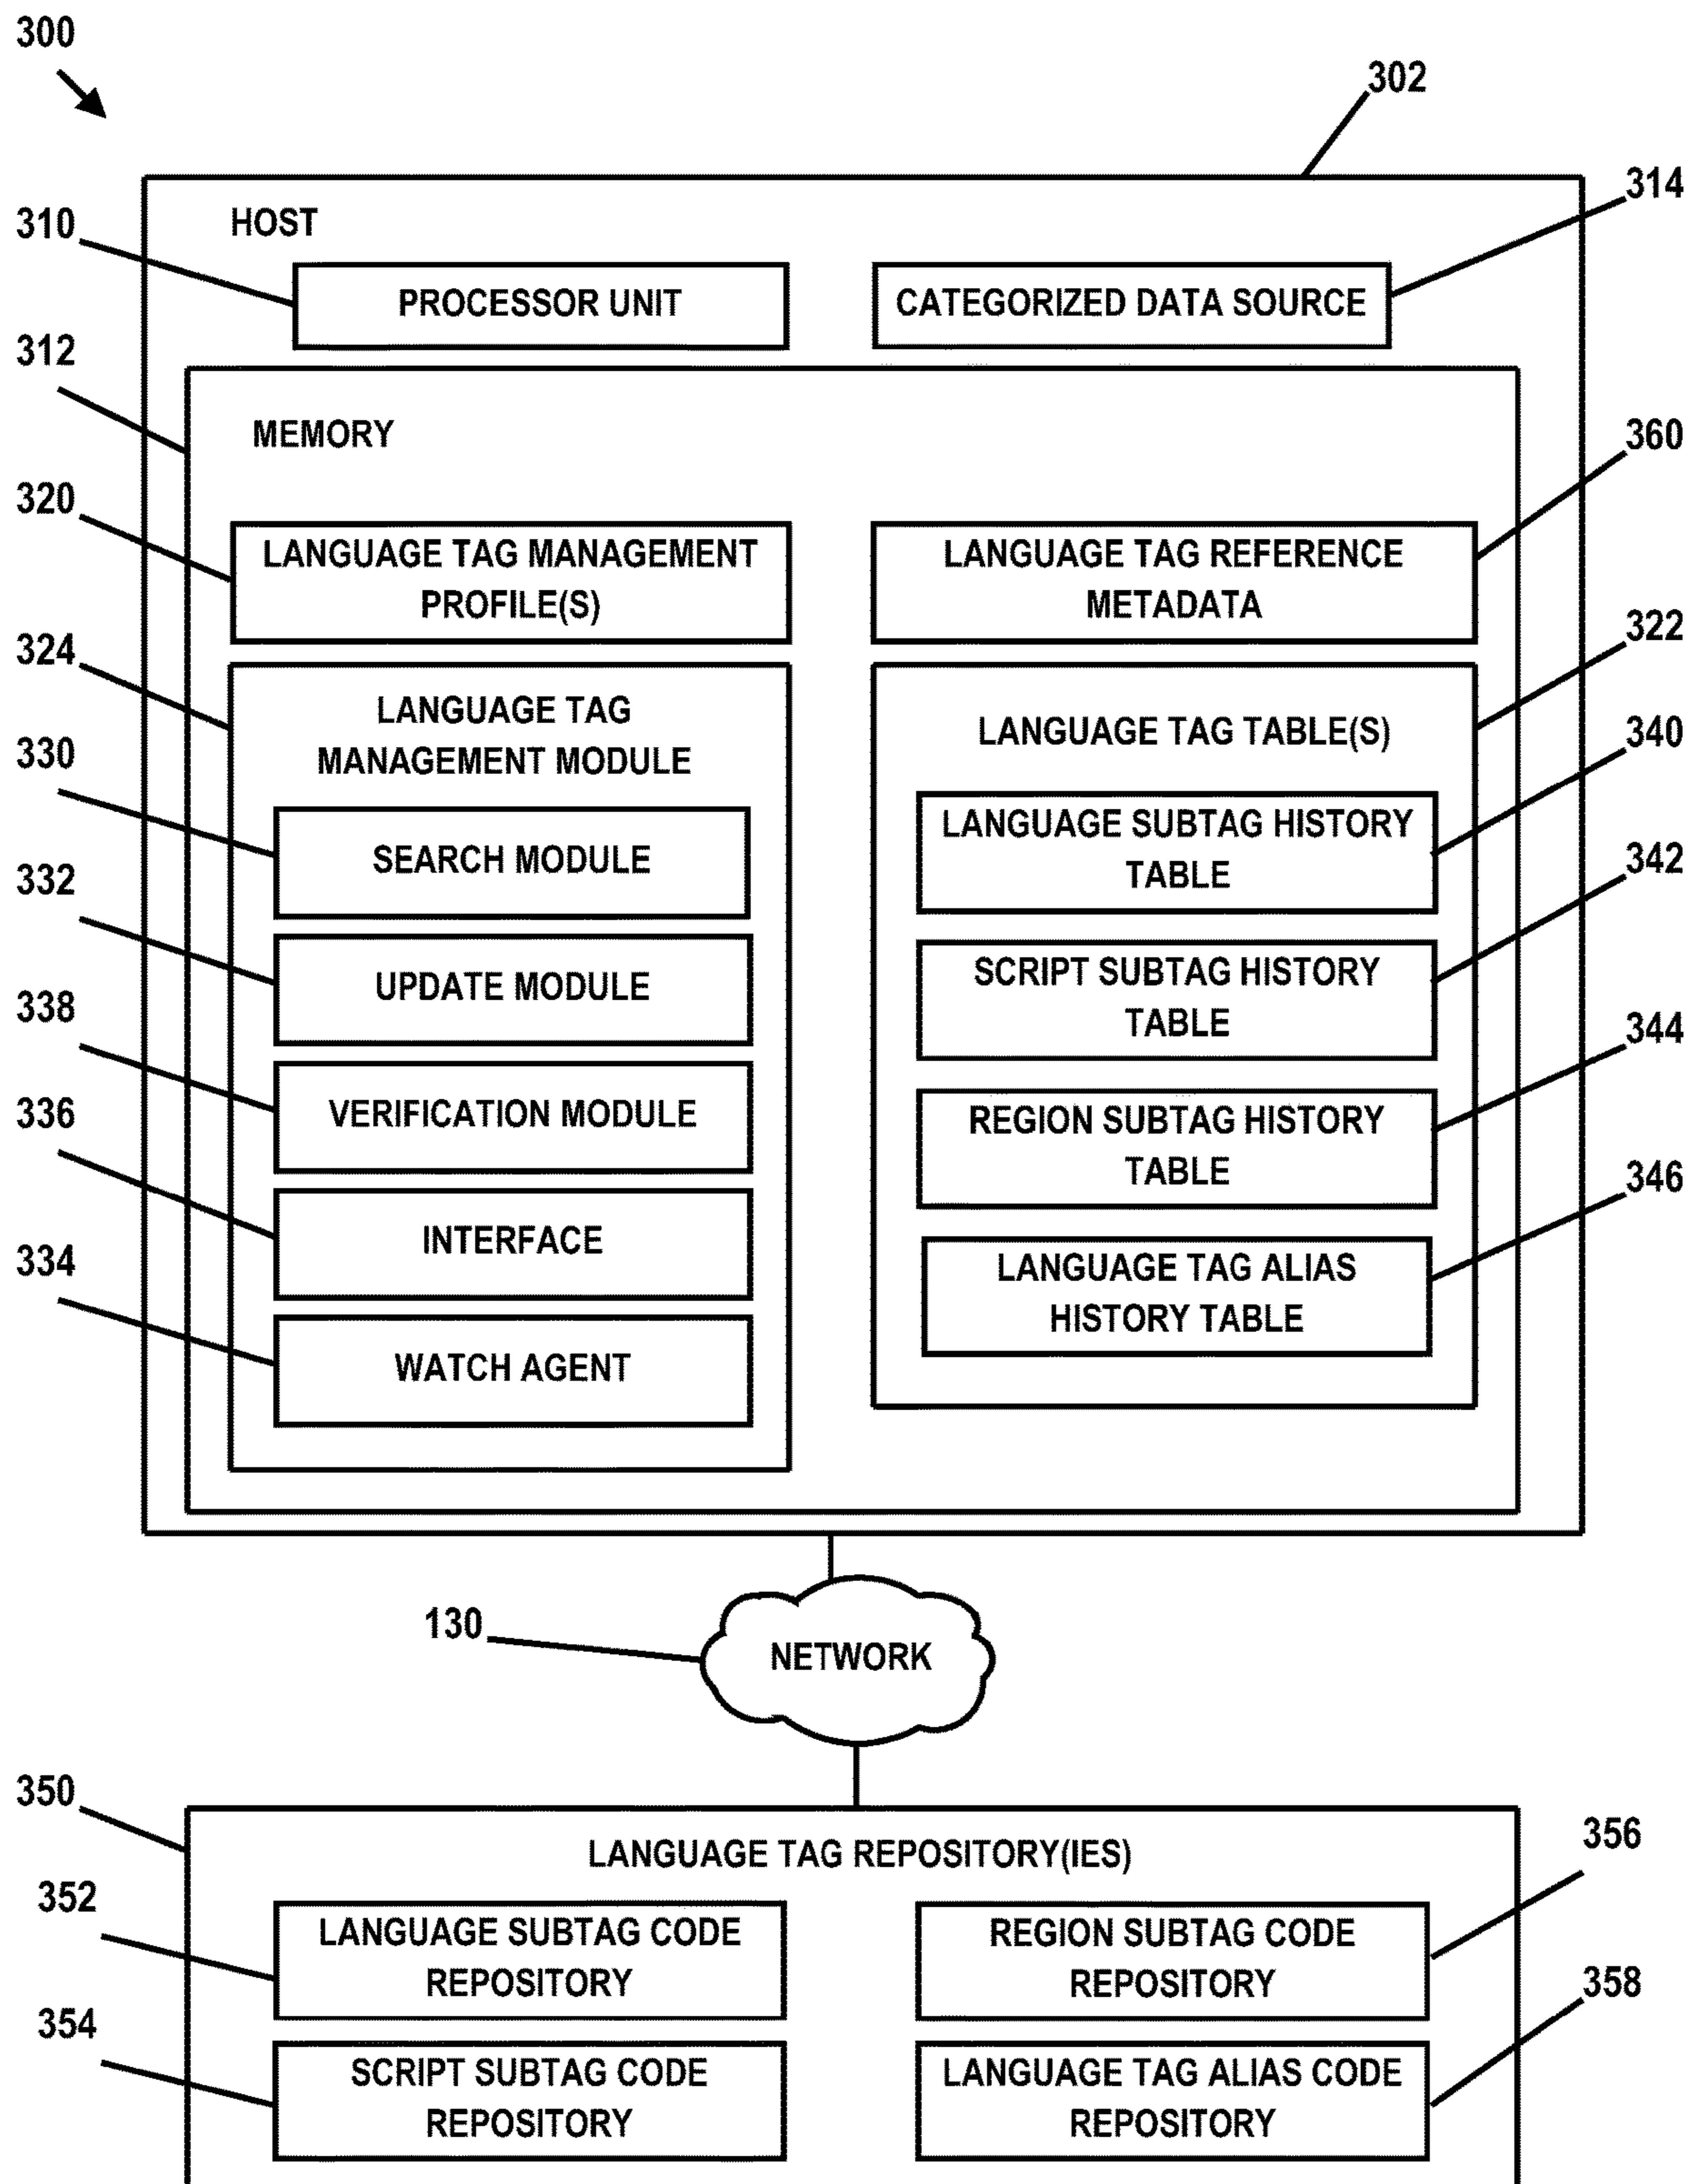 300
302
314
310
HOST
PROCESSOR UNIT
CATEGORIZED DATA SOURCE
312
MEMORY
360
320
LANGUAGE TAG MANAGEMENT
PROFILE(S)
LANGUAGE TAG REFERENCE
METADATA
322
324
LANGUAGE TAG
MANAGEMENT MODULE
LANGUAGE TAG TABLE(S)
340
330
SEARCH MODULE
LANGUAGE SUBTAG HISTORY
TABLE
342
332
UPDATE MODULE
SCRIPT SUBTAG HISTORY
TABLE
344
338
VERIFICATION MODULE
REGION SUBTAG HISTORY
TABLE
346
336
INTERFACE
LANGUAGE TAG ALIAS
HISTORY TABLE
334
WATCH AGENT
130
NETWORK
350
LANGUAGE TAG REPOSITORY(IES)
356
352
LANGUAGE SUBTAG CODE
REPOSITORY
REGION SUBTAG CODE
REPOSITORY
358
354
SCRIPT SUBTAG CODE
REPOSITORY
LANGUAGE TAG ALIAS CODE
REPOSITORY